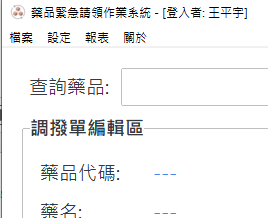 藥品緊急請領作業系統 - [登入者: 王平宇]
檔案 設定 報表 關於
查詢藥品:
調撥單編輯區
藥品代碼: ---
藥名: ---